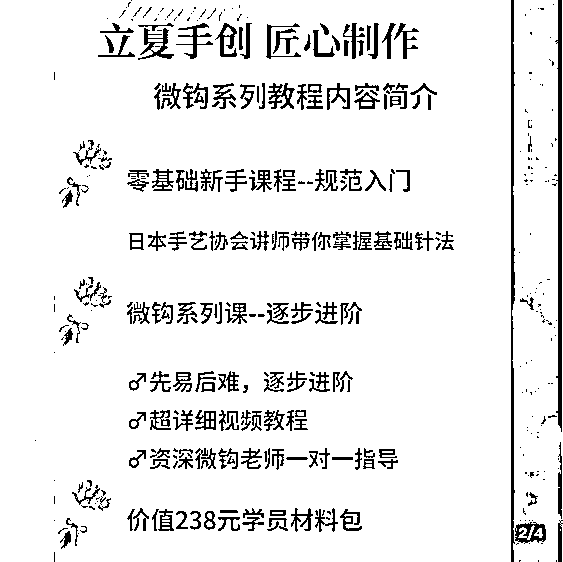 立夏手创 匠心制作
微钩系列教程内容简介
零基础新手课程--规范入门
日本手艺协会讲师带你掌握基础针法
微钩系列课--逐步进阶
♂先易后难，逐步进阶
♂超详细视频教程
♂资深微钩老师一对一指导
价值238元学员材料包
2/4